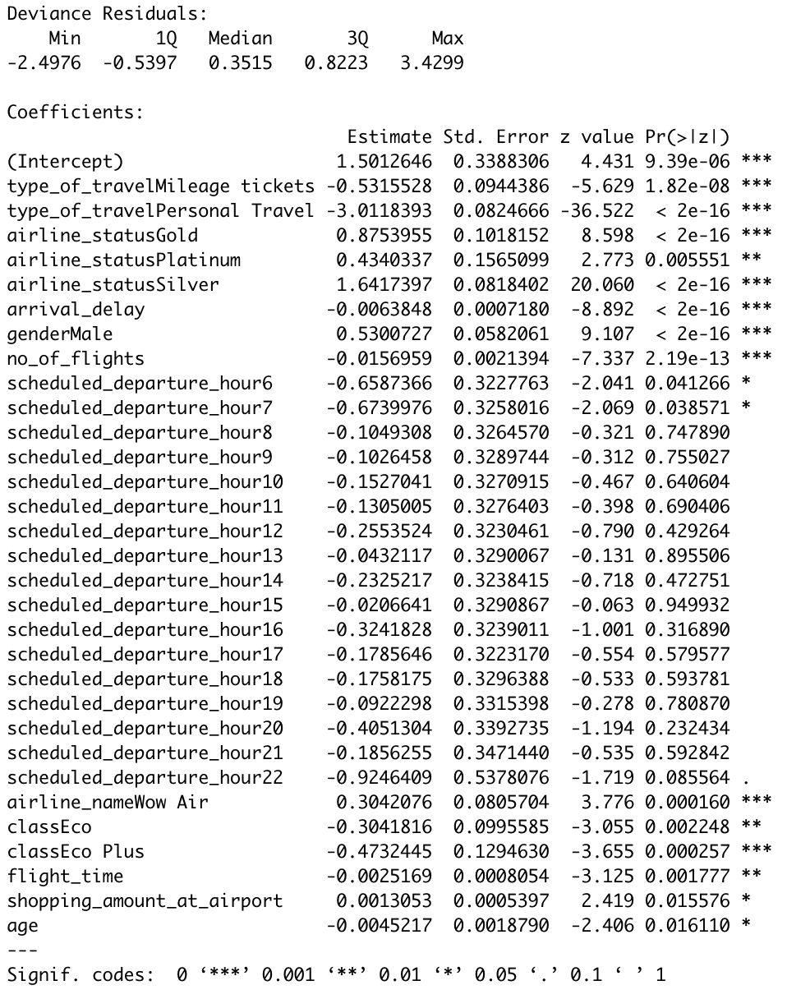 Deviance Residuals:
    Min       1Q   Median       3Q      Max
-2.4976  -0.5397   0.3515   0.8223   3.4299

Coefficients:
                               Estimate Std. Error z value Pr(>|z|)
(Intercept)                   1.5012646  0.3388306   4.431 9.39e-06 ***
type_of_travelMileage tickets -0.5315528  0.0944386  -5.629 1.82e-08 ***
type_of_travelPersonal Travel -3.0118393  0.0824666 -36.522  < 2e-16 ***
airline_statusGold            0.8753955  0.1018152   8.598  < 2e-16 ***
airline_statusPlatinum        0.4340337  0.1565099   2.773 0.005551 **
airline_statusSilver          1.6417397  0.0818402  20.060  < 2e-16 ***
arrival_delay                -0.0063848  0.0007180  -8.892  < 2e-16 ***
genderMale                    0.5300727  0.0582061   9.107  < 2e-16 ***
no_of_flights                -0.0156959  0.0021394  -7.337 2.19e-13 ***
scheduled_departure_hour6    -0.6587366  0.3227763  -2.041 0.041266 *
scheduled_departure_hour7    -0.6739976  0.3258016  -2.069 0.038571 *
scheduled_departure_hour8    -0.1049308  0.3264570  -0.321 0.747890
scheduled_departure_hour9    -0.1026458  0.3289744  -0.312 0.755027
scheduled_departure_hour10   -0.1527041  0.3270915  -0.467 0.640604
scheduled_departure_hour11   -0.1305005  0.3276403  -0.398 0.690406
scheduled_departure_hour12   -0.2553524  0.3230461  -0.790 0.429264
scheduled_departure_hour13   -0.0432117  0.3290067  -0.131 0.895506
scheduled_departure_hour14   -0.2325217  0.3238415  -0.718 0.472751
scheduled_departure_hour15   -0.0206641  0.3290867  -0.063 0.949932
scheduled_departure_hour16   -0.3241828  0.3239011  -1.001 0.316890
scheduled_departure_hour17   -0.1785646  0.3223170  -0.554 0.579577
scheduled_departure_hour18   -0.1758175  0.3296388  -0.533 0.593781
scheduled_departure_hour19   -0.0922298  0.3315398  -0.278 0.780870
scheduled_departure_hour20   -0.4051304  0.3392735  -1.194 0.232434
scheduled_departure_hour21   -0.1856255  0.3471440  -0.535 0.592842
scheduled_departure_hour22   -0.9246409  0.5378076  -1.719 0.085564 .
airline_nameWow Air           0.3042076  0.0805704   3.776 0.000160 ***
classEco                     -0.3041816  0.0995585  -3.055 0.002248 **
classEco Plus                -0.4732445  0.1294630  -3.655 0.000257 ***
flight_time                  -0.0025169  0.0008054  -3.125 0.001777 **
shopping_amount_at_airport    0.0013053  0.0005397   2.419 0.015576 *
age                          -0.0045217  0.0018790  -2.406 0.016110 *
---
Signif. codes:  0 ‘***’ 0.001 ‘**’ 0.01 ‘*’ 0.05 ‘.’ 0.1 ‘ ’ 1